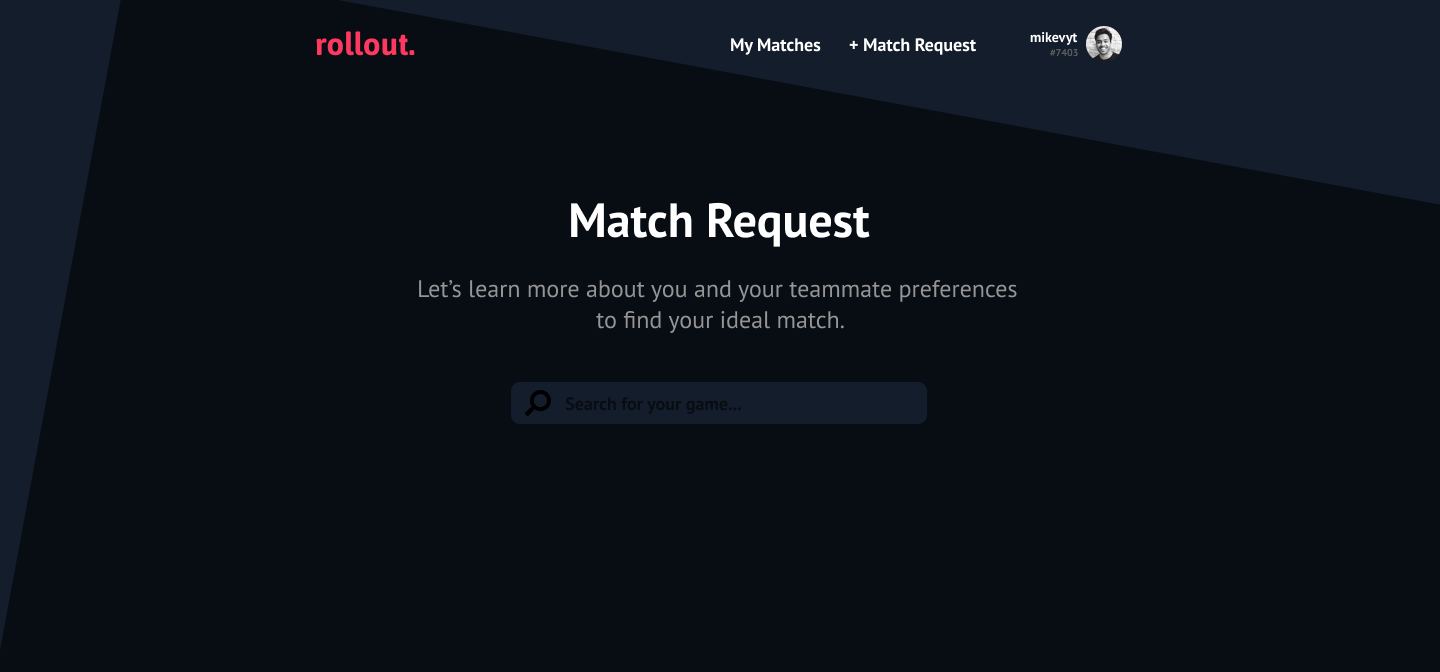 rollout.
My Matches
+ Match Request
mikevyt
#7403
Match Request
Let’s learn more about you and your teammate preferences
to find your ideal match.
Search for your game...